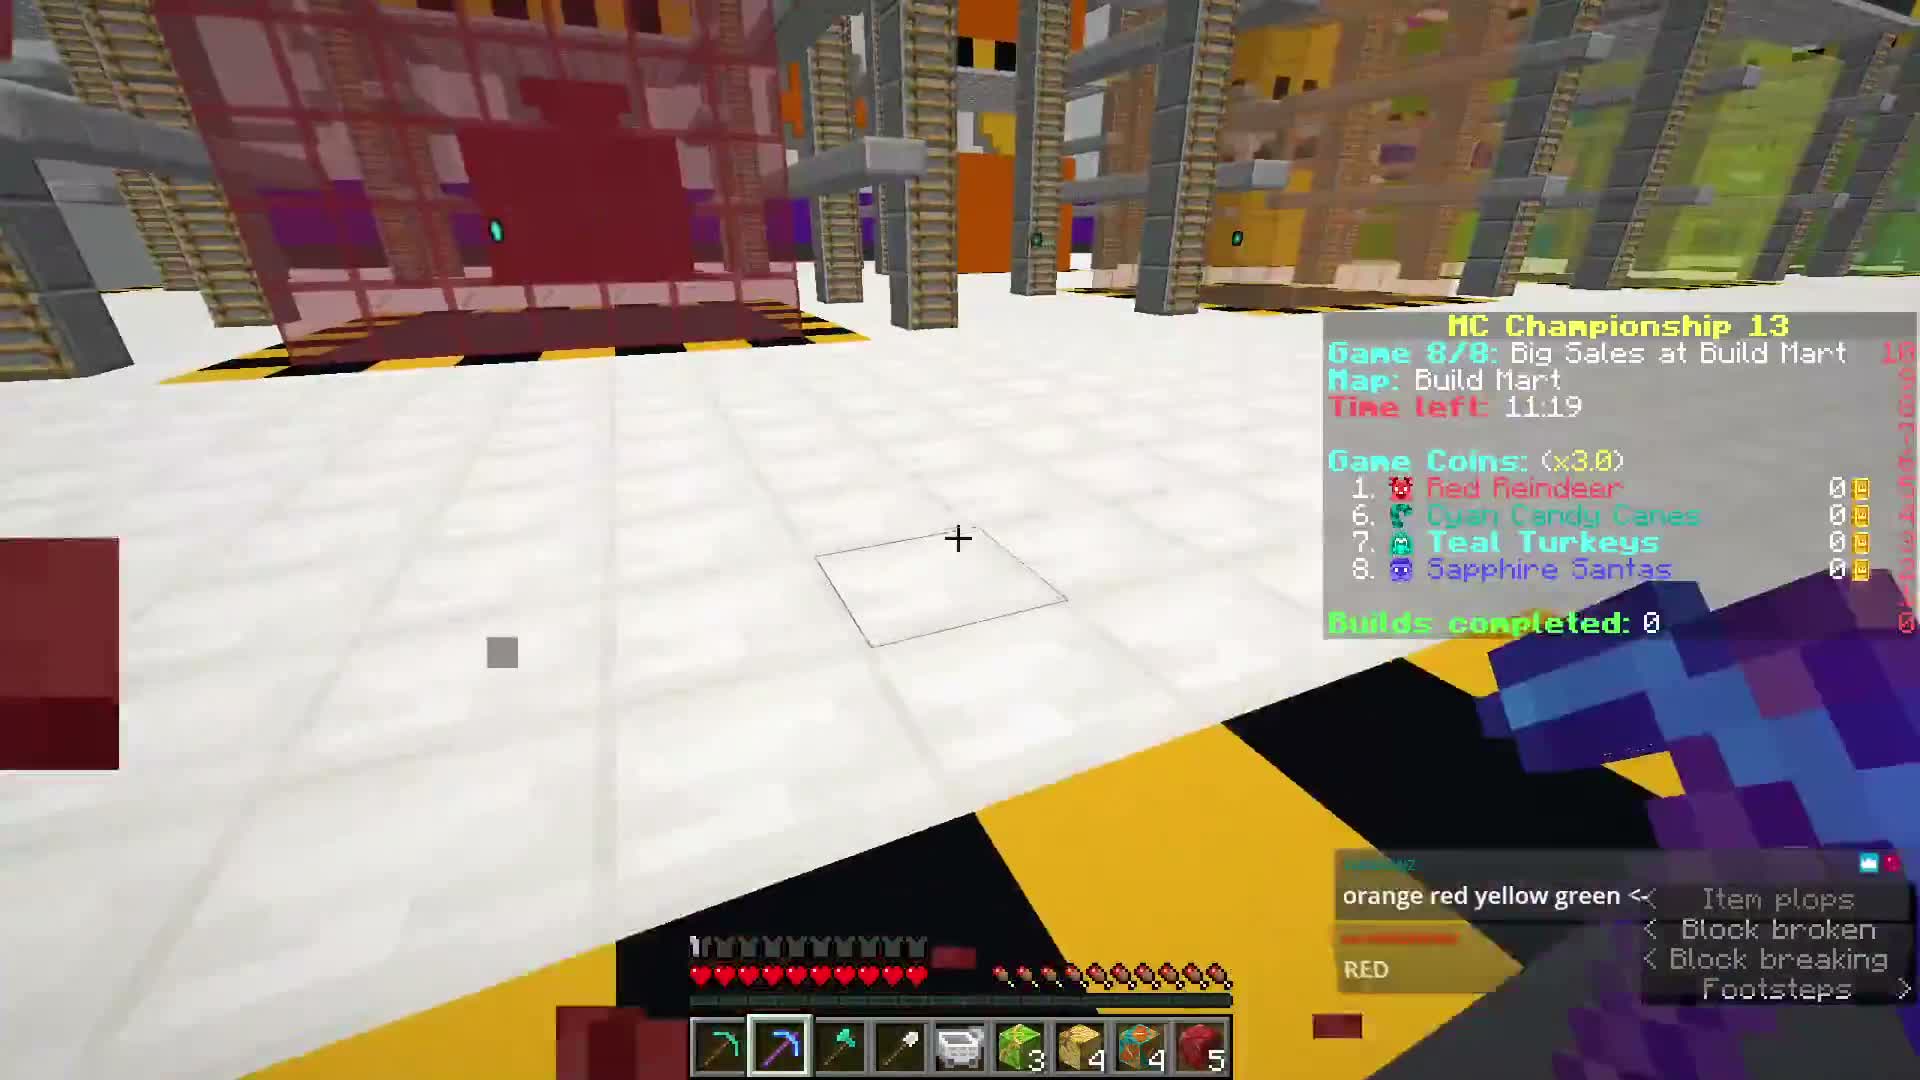 MC Championship 13
Game 8/8: Big Sales at Build Mart
Map: Build Mart
Time left: 11:19
Game Coins: (x3.0)
1. Red Reindeer 0
6. Cyan Candy Canes 0
7. Teal Turkeys 0
8. Sapphire Santas 0
Builds completed: 0
orange red yellow green <
RED
< Item plops
< Block broken
< Block breaking
Footsteps >
3
4
4
5